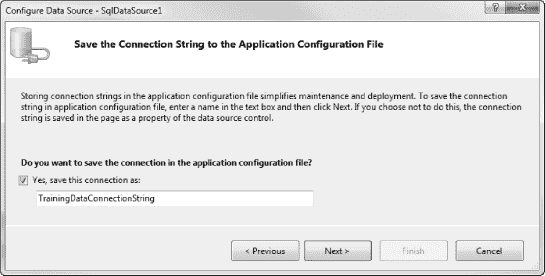 Configure Data Source - SqlDataSource1
Save the Connection String to the Application Configuration File
Storing connection strings in the application configuration file simplifies maintenance and deployment. To save the connection
string in application configuration file, enter a name in the text box and then click Next. If you choose not to do this, the connection
string is saved in the page as a property of the data source control.
Do you want to save the connection in the application configuration file?
Yes, save this connection as:
TrainingDataConnectionString
< Previous
Next >
Finish
Cancel